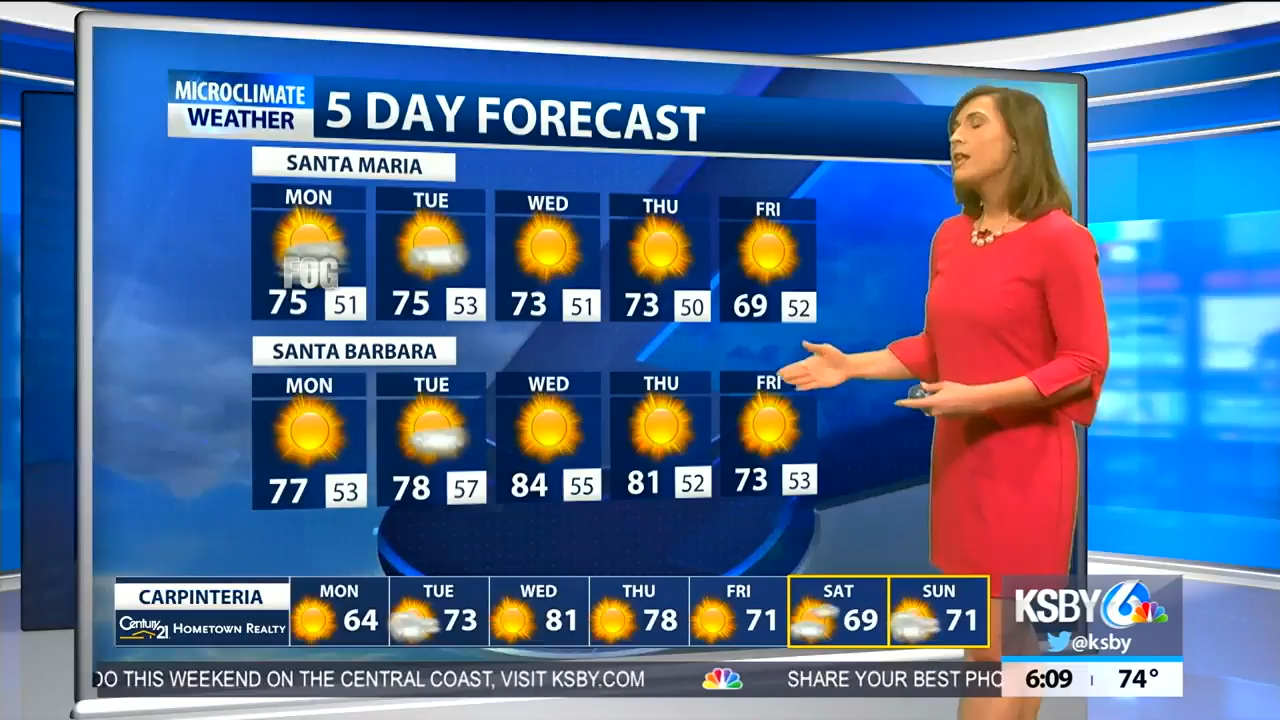 MICROCLIMATE
WEATHER
5 DAY FORECAST
SANTA MARIA
MON TUE WED THU FRI
FOG
75 51 75 53 73 51 73 50 69 52
SANTA BARBARA
MON TUE WED THU FRI
77 53 78 57 84 55 81 52 73 53
CARPINTERIA
Century 21 HOMETOWN REALTY
MON TUE WED THU FRI SAT SUN
64 73 81 78 71 69 71
KSBY 6
@ksby
DO THIS WEEKEND ON THE CENTRAL COAST, VISIT KSBY.COM SHARE YOUR BEST PHO
6:09 74°